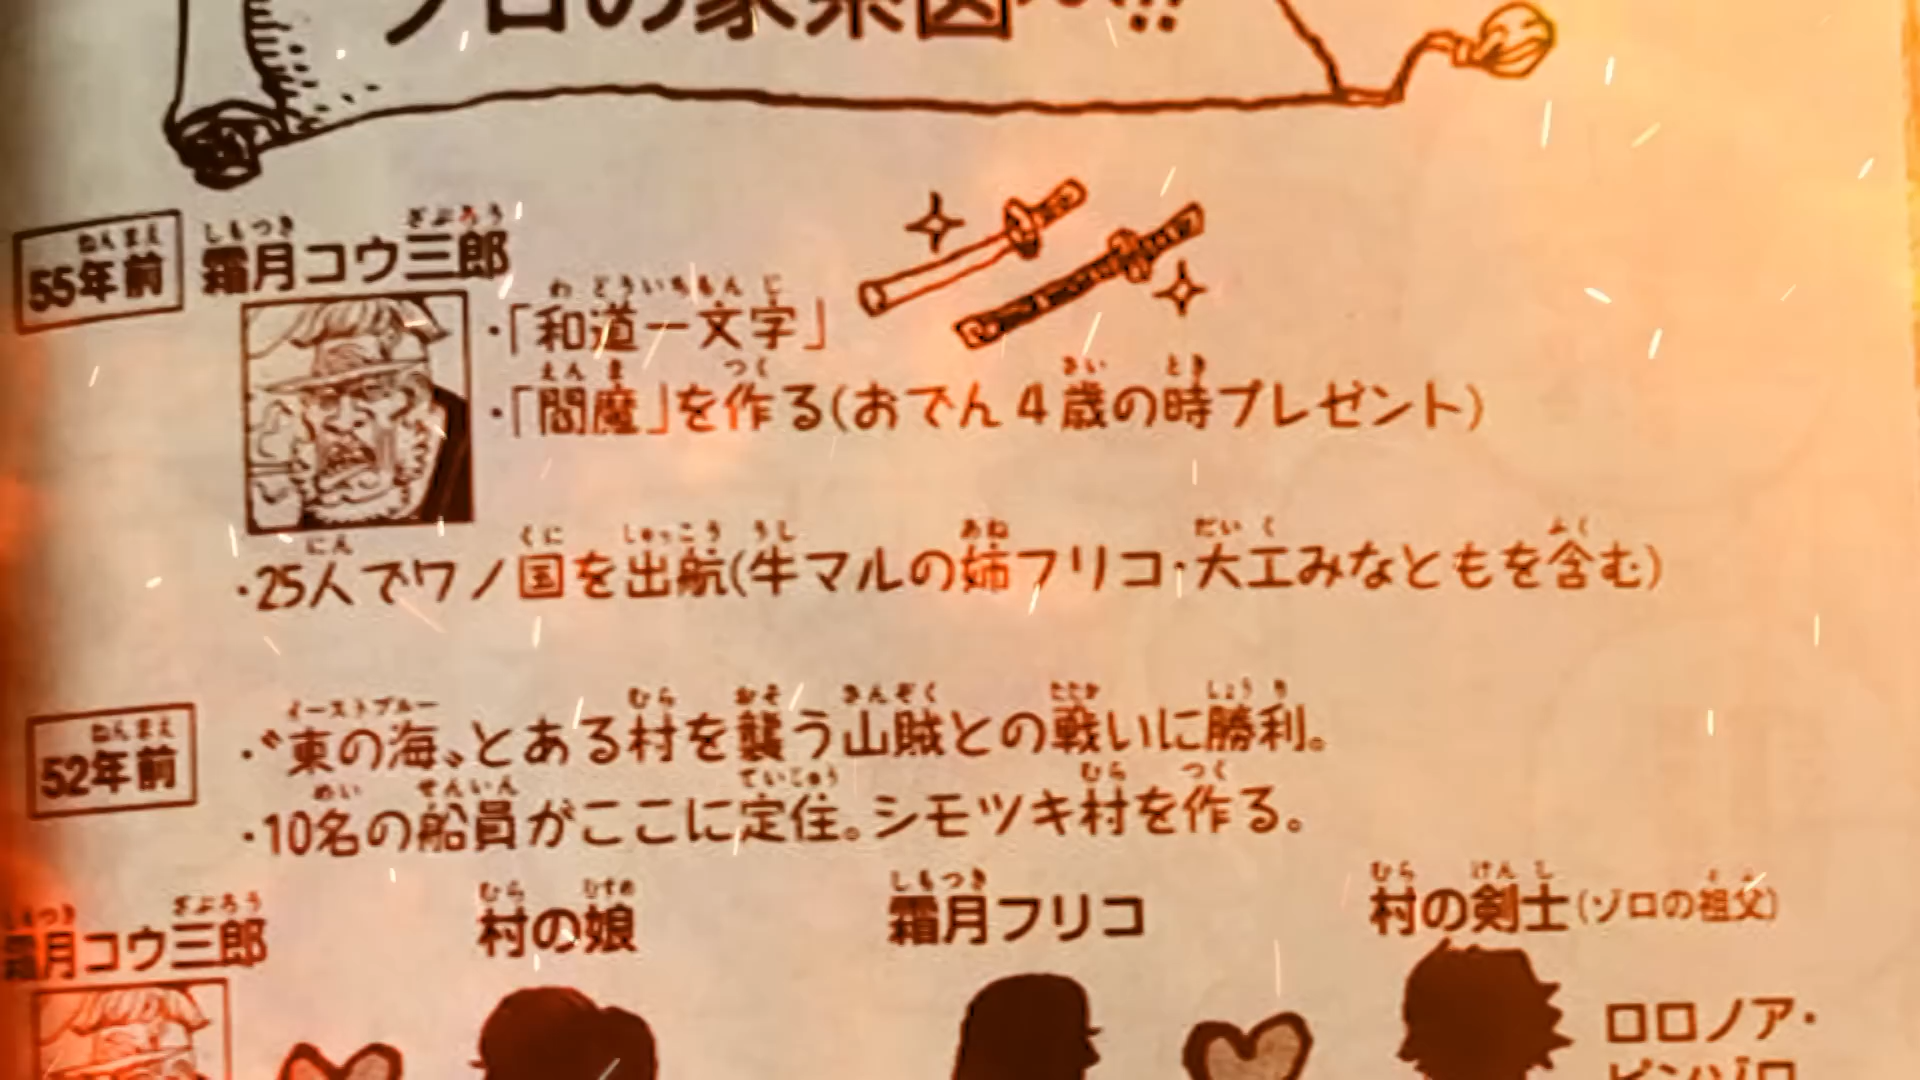 ゾロの家系図〜!!
55年前 霜月コウ三郎
・「和道一文字」
・「閻魔」を作る(おでん4歳の時プレゼント)
・25人でワノ国を出航(牛マルの姉フリコ・大工みなともを含む)
52年前 ・〝東の海〟とある村を襲う山賊との戦いに勝利。
・10名の船員がここに定住。シモツキ村を作る。
霜月コウ三郎 村の娘 霜月フリコ 村の剣士(ゾロの祖父)
ロロノア・